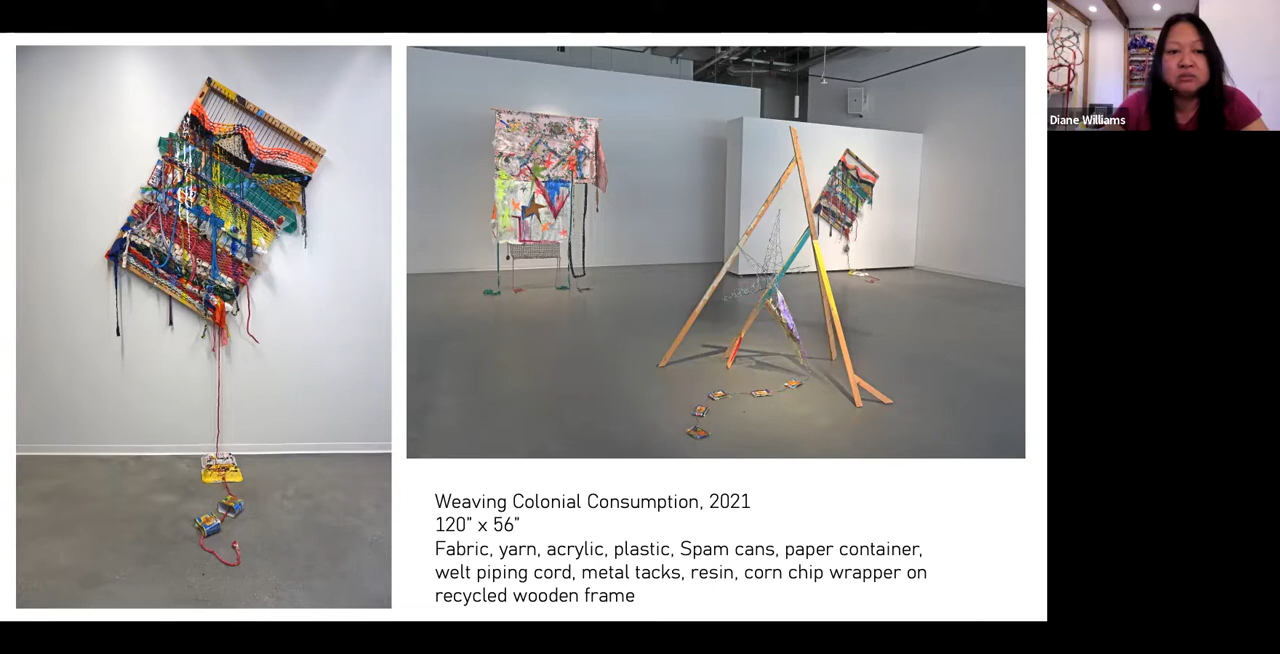 Diane Williams
Weaving Colonial Consumption, 2021
120" x 56"
Fabric, yarn, acrylic, plastic, Spam cans, paper container,
welt piping cord, metal tacks, resin, corn chip wrapper on
recycled wooden frame